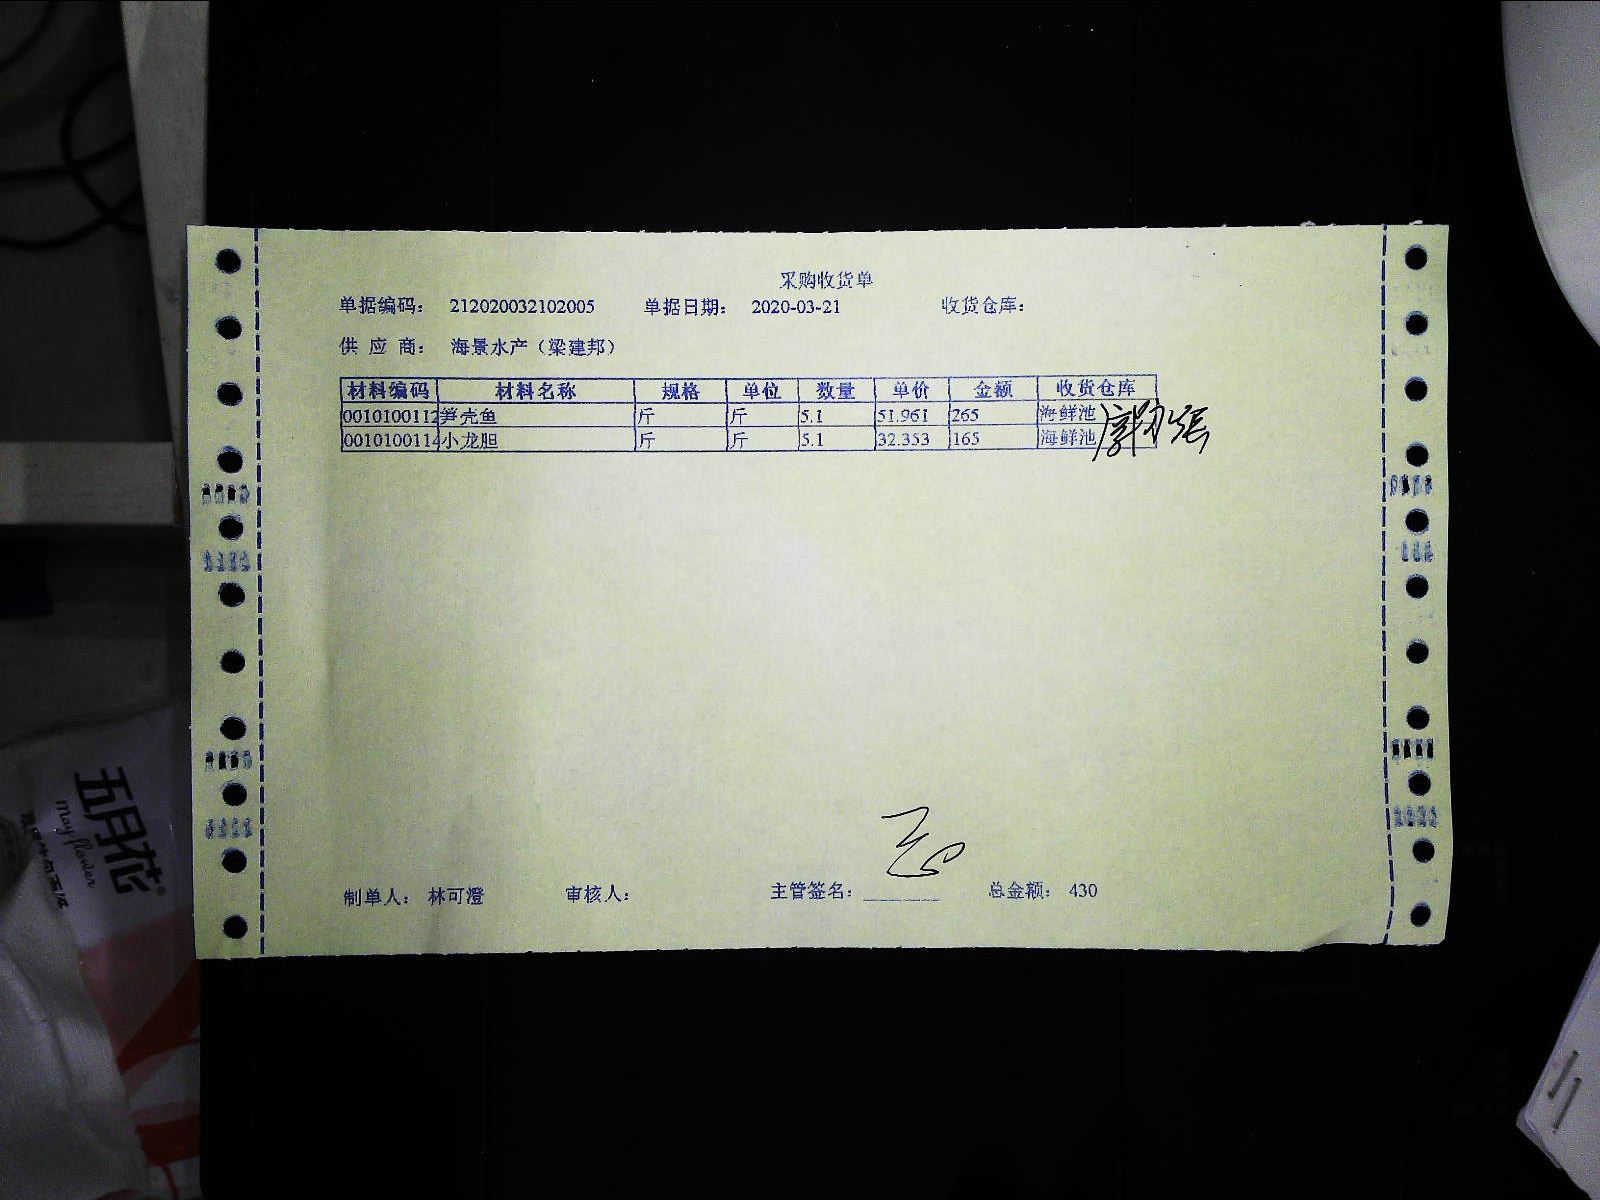 采购收货单
单据编码: 212020032102005 单据日期: 2020-03-21 收货仓库:
供 应 商: 海景水产（梁建邦）
材料编码 材料名称 规格 单位 数量 单价 金额 收货仓库
0010100112 笋壳鱼 斤 斤 5.1 51.961 265 海鲜池
0010100114 小龙胆 斤 斤 5.1 32.353 165 海鲜池
制单人: 林可澄 审核人: 主管签名: ________ 总金额: 430
五月花
May flower